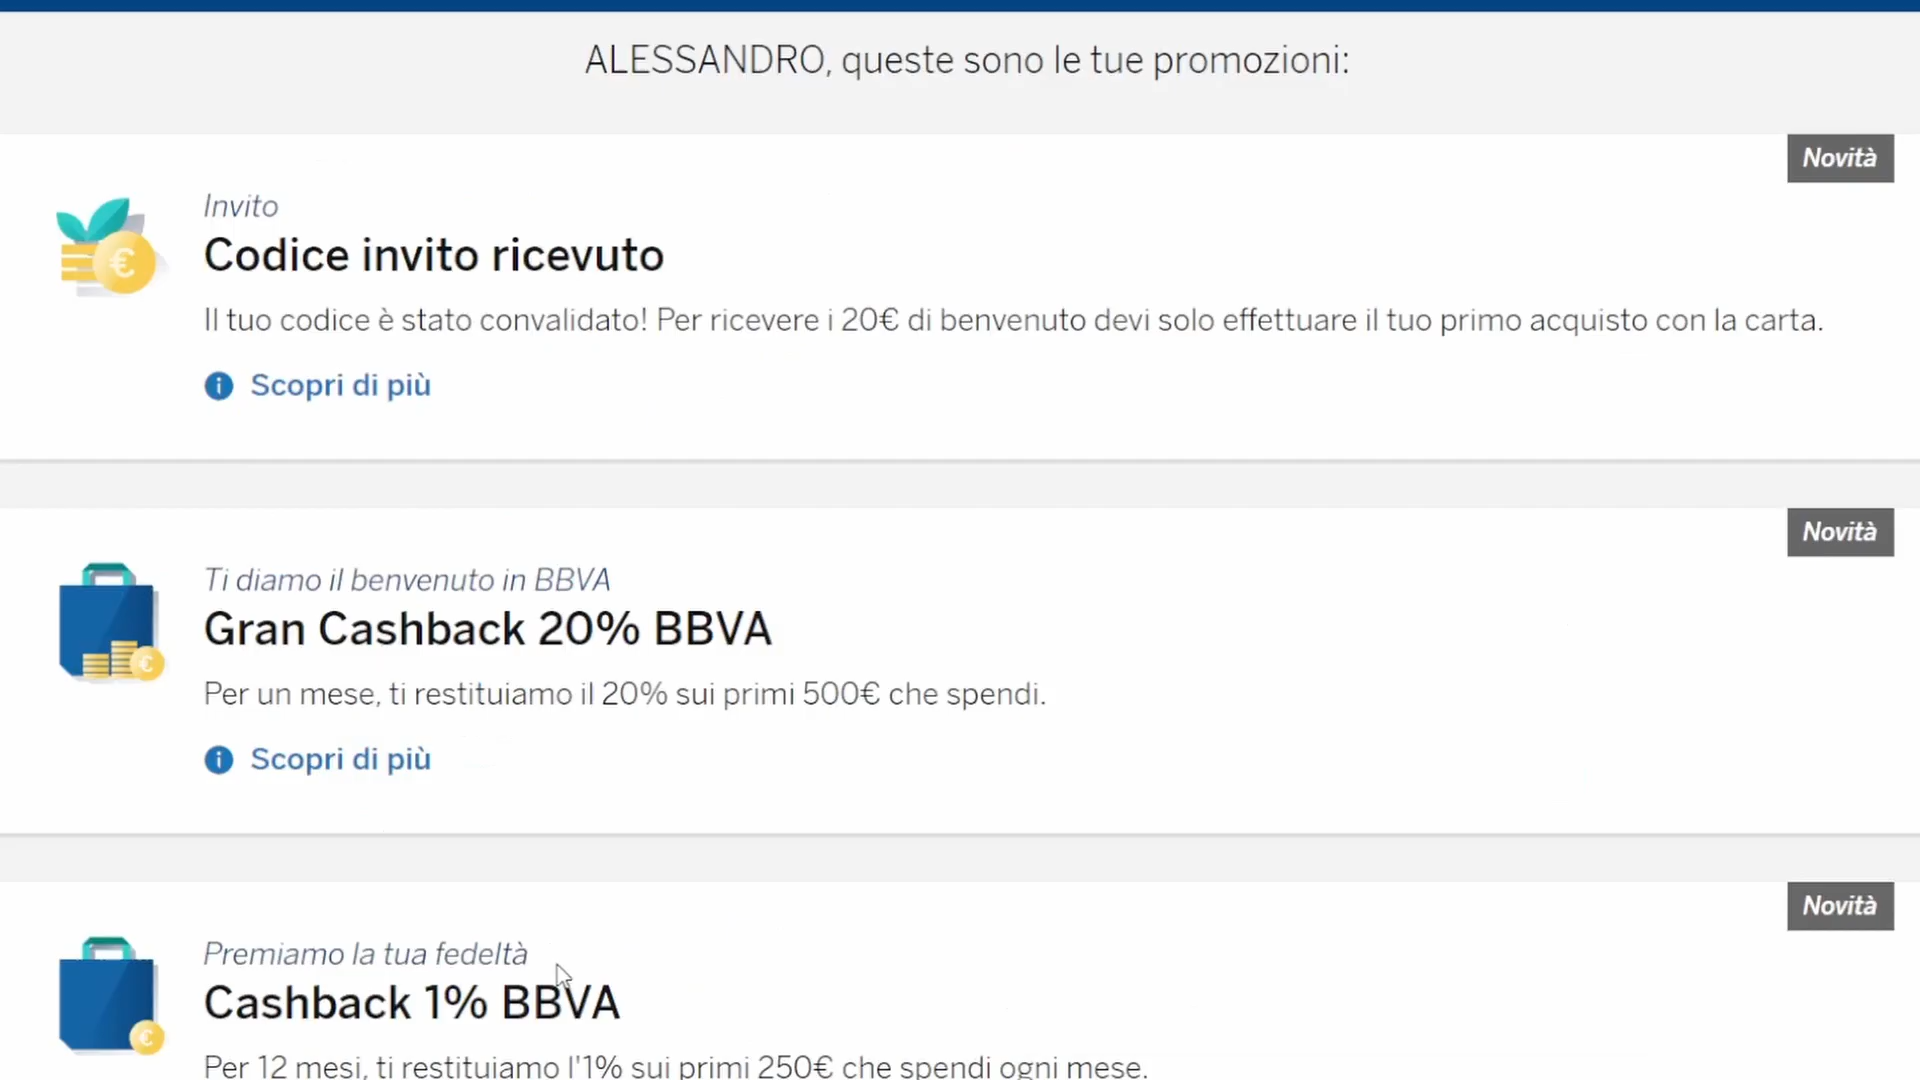 ALESSANDRO, queste sono le tue promozioni:
Novità
Invito
Codice invito ricevuto
Il tuo codice è stato convalidato! Per ricevere i 20€ di benvenuto devi solo effettuare il tuo primo acquisto con la carta.
Scopri di più
Novità
Ti diamo il benvenuto in BBVA
Gran Cashback 20% BBVA
Per un mese, ti restituiamo il 20% sui primi 500€ che spendi.
Scopri di più
Novità
Premiamo la tua fedeltà
Cashback 1% BBVA
Per 12 mesi, ti restituiamo l'1% sui primi 250€ che spendi ogni mese.